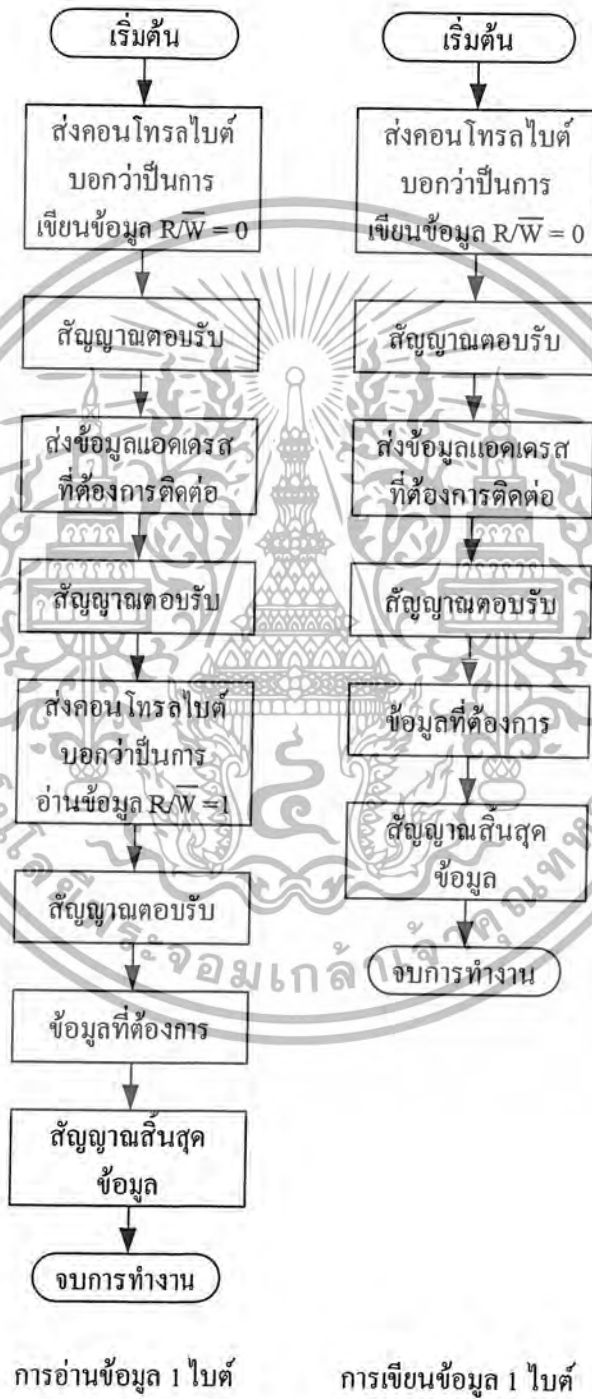 เริ่มต้น
ส่งคอนโทรลไบต์
บอกว่าป็นการ
เขียนข้อมูล R/W̅ = 0
สัญญาณตอบรับ
ส่งข้อมูลแอดเดรส
ที่ต้องการติดต่อ
สัญญาณตอบรับ
ส่งคอนโทรลไบต์
บอกว่าป็นการ
อ่านข้อมูล R/W̅ =1
สัญญาณตอบรับ
ข้อมูลที่ต้องการ
สัญญาณสิ้นสุด
ข้อมูล
จบการทำงาน
การอ่านข้อมูล 1 ไบต์
เริ่มต้น
ส่งคอนโทรลไบต์
บอกว่าป็นการ
เขียนข้อมูล R/W̅ = 0
สัญญาณตอบรับ
ส่งข้อมูลแอดเดรส
ที่ต้องการติดต่อ
สัญญาณตอบรับ
ข้อมูลที่ต้องการ
สัญญาณสิ้นสุด
ข้อมูล
จบการทำงาน
การเขียนข้อมูล 1 ไบต์